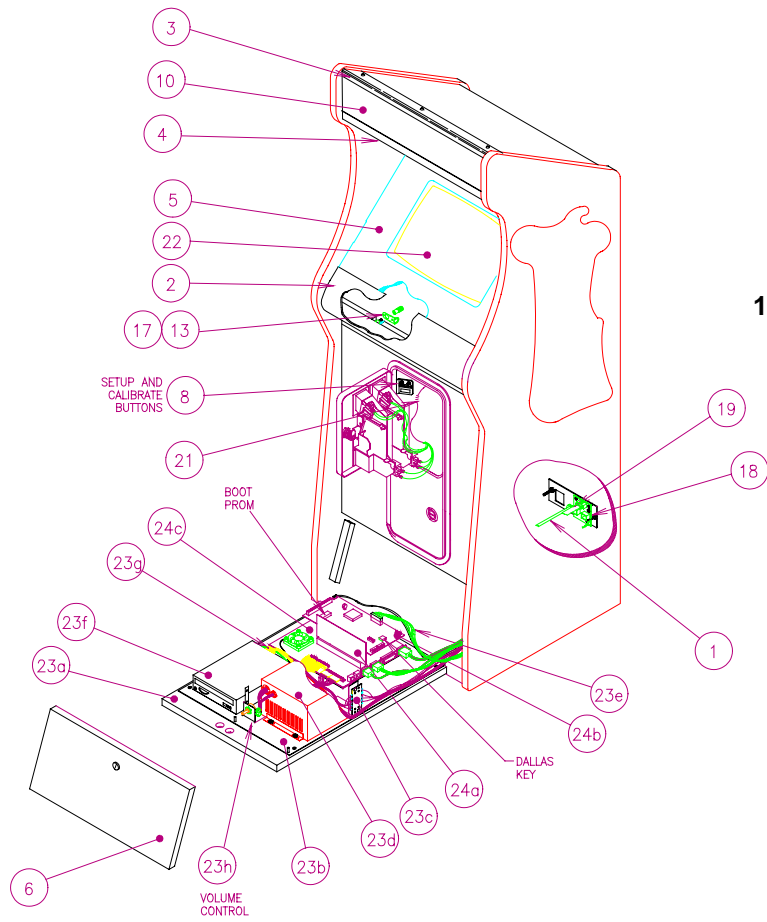 3
10
4
5
22
2
17 13
1
SETUP AND
CALIBRATE
BUTTONS
8
21
19
18
BOOT
PROM
24c
23g
23f
23a
1
23e
24b
DALLAS
KEY
24a
23c
23d
23b
23h
6
VOLUME
CONTROL